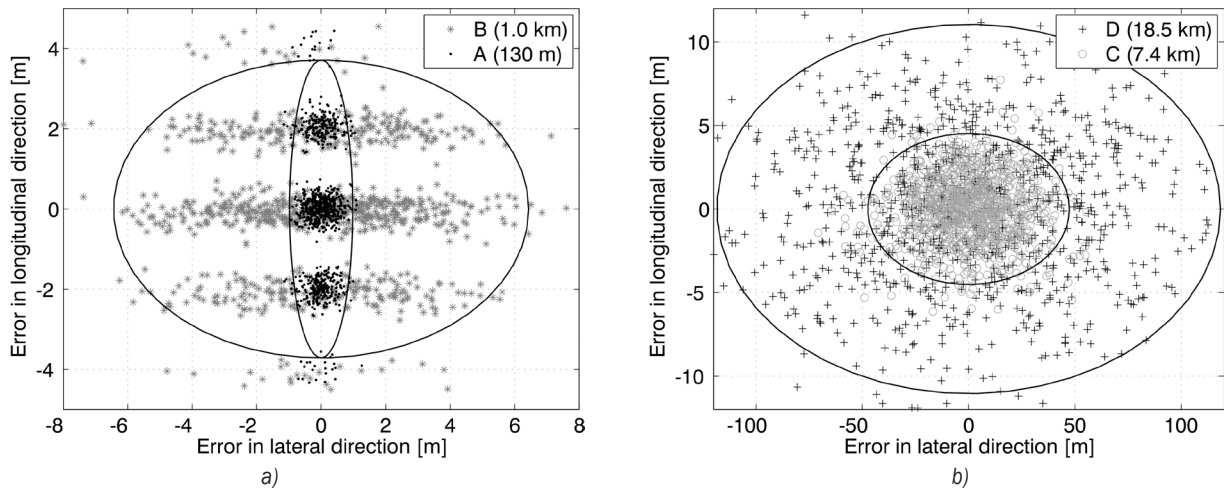 B (1.0 km)
A (130 m)
Error in longitudinal direction [m]
4
2
0
-2
-4
-8 -6 -4 -2 0 2 4 6 8
Error in lateral direction [m]
a)
D (18.5 km)
C (7.4 km)
Error in longitudinal direction [m]
10
5
0
-5
-10
-100 -50 0 50 100
Error in lateral direction [m]
b)